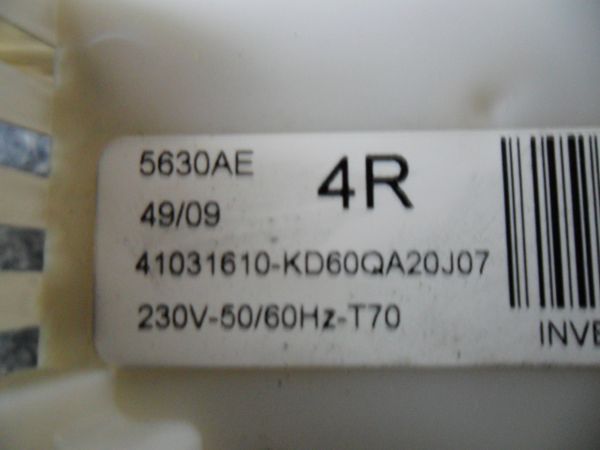 5630AE
4R
49/09
41031610-KD60QA20J07
230V-50/60Hz-T70
INVE